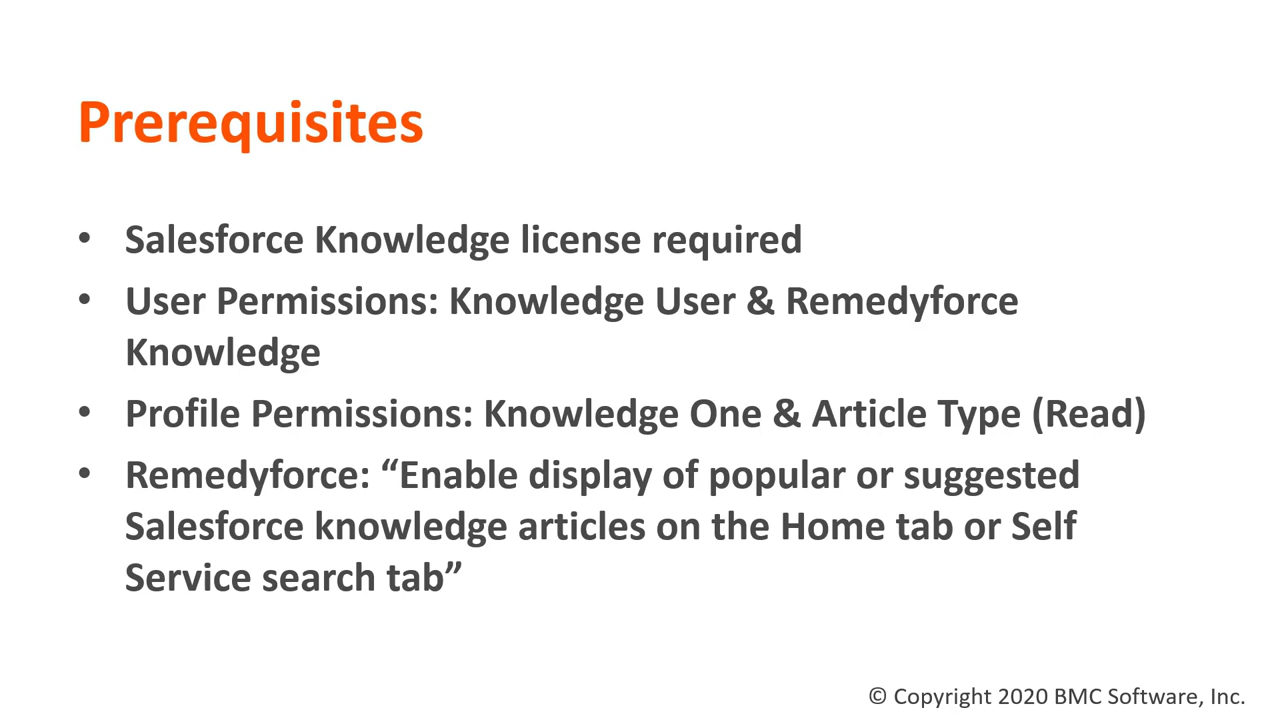 Prerequisites
• Salesforce Knowledge license required
• User Permissions: Knowledge User & Remedyforce
Knowledge
• Profile Permissions: Knowledge One & Article Type (Read)
• Remedyforce: “Enable display of popular or suggested
Salesforce knowledge articles on the Home tab or Self
Service search tab”
© Copyright 2020 BMC Software, Inc.